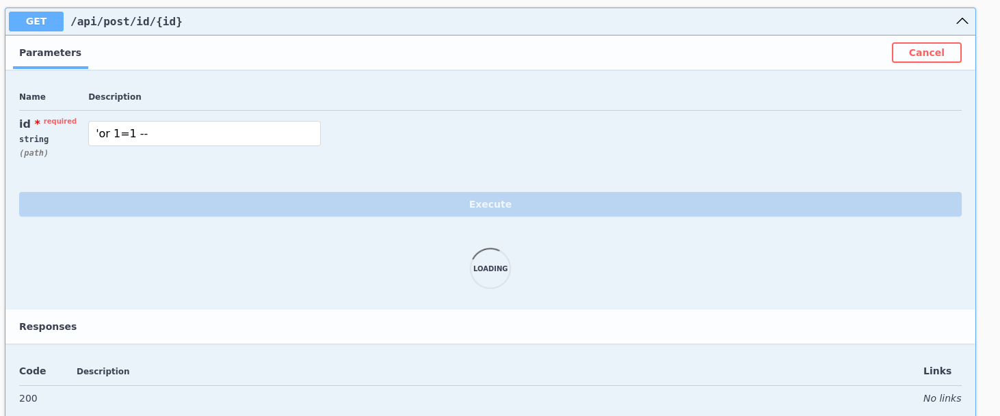 GET /api/post/id/{id}
Parameters Cancel
Name Description
id * required 'or 1=1 --
string
(path)
Execute
LOADING
Responses
Code Description Links
200 No links